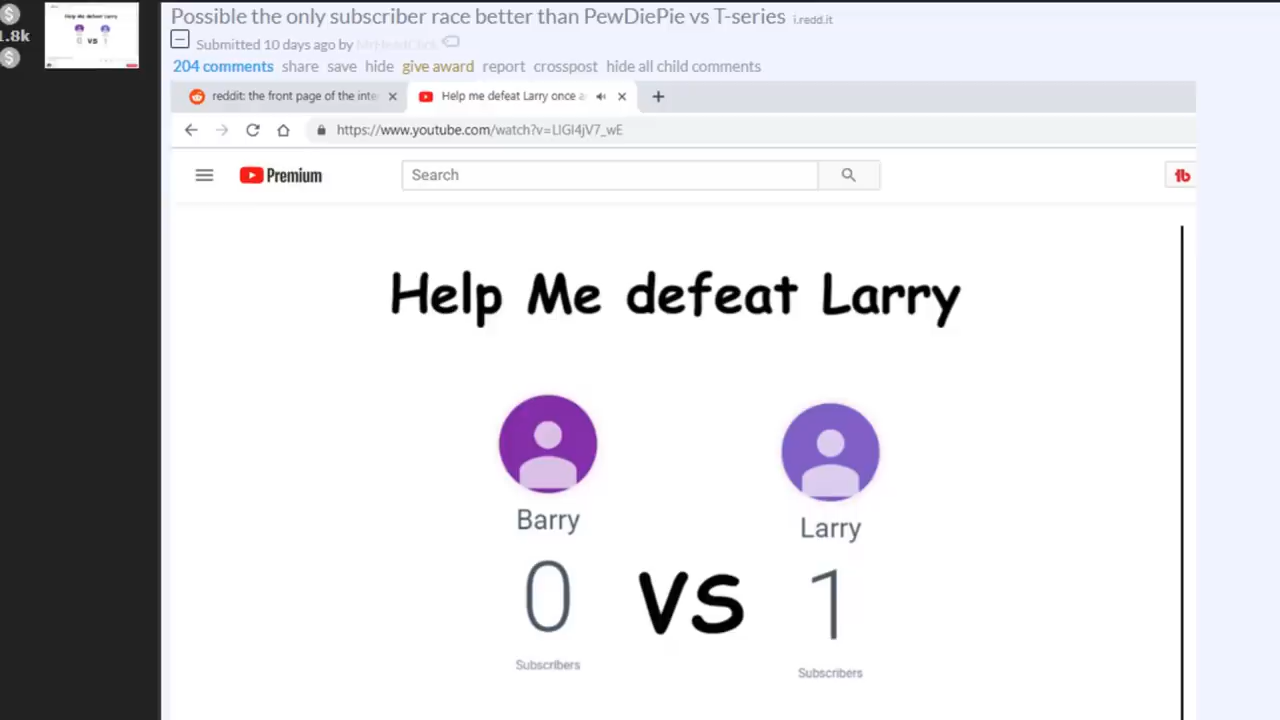 Possible the only subscriber race better than PewDiePie vs T-series i.redd.it
1.8k
Submitted 10 days ago by
204 comments share save hide give award report crosspost hide all child comments
reddit: the front page of the inte
Help me defeat Larry once a
https://www.youtube.com/watch?v=LlGl4jV7_wE
Premium
Search
Help Me defeat Larry
Barry
Larry
0 VS 1
Subscribers
Subscribers